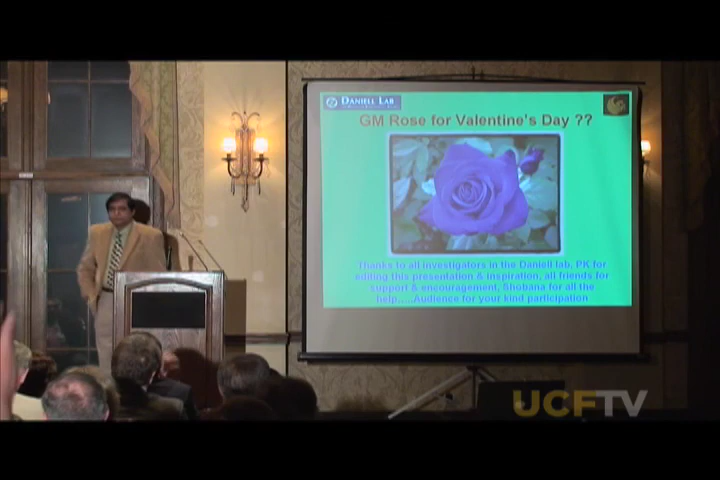 DANIELL LAB
GM Rose for Valentine's Day ??
Thanks to all investigators in the Daniell lab, PK for
editing this presentation & inspiration, all friends for
support & encouragement, Shobana for all the
help.....Audience for your kind participation
UCFTV